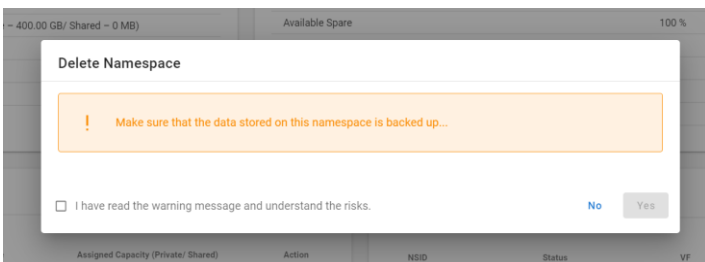 – 400.00 GB/ Shared – 0 MB)
Available Spare 100 %
Delete Namespace
! Make sure that the data stored on this namespace is backed up...
I have read the warning message and understand the risks.
No Yes
Assigned Capacity (Private/ Shared) Action NSID Status VF